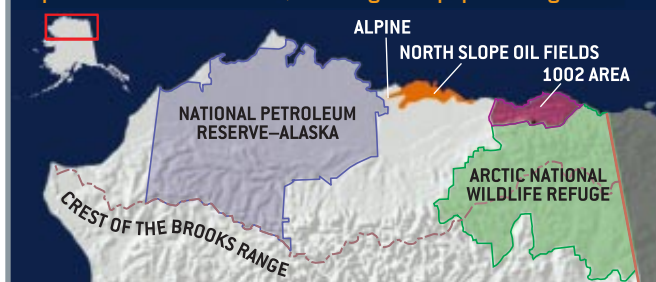 ALPINE
NORTH SLOPE OIL FIELDS
1002 AREA
NATIONAL PETROLEUM
RESERVE–ALASKA
ARCTIC NATIONAL
WILDLIFE REFUGE
CREST OF THE BROOKS RANGE